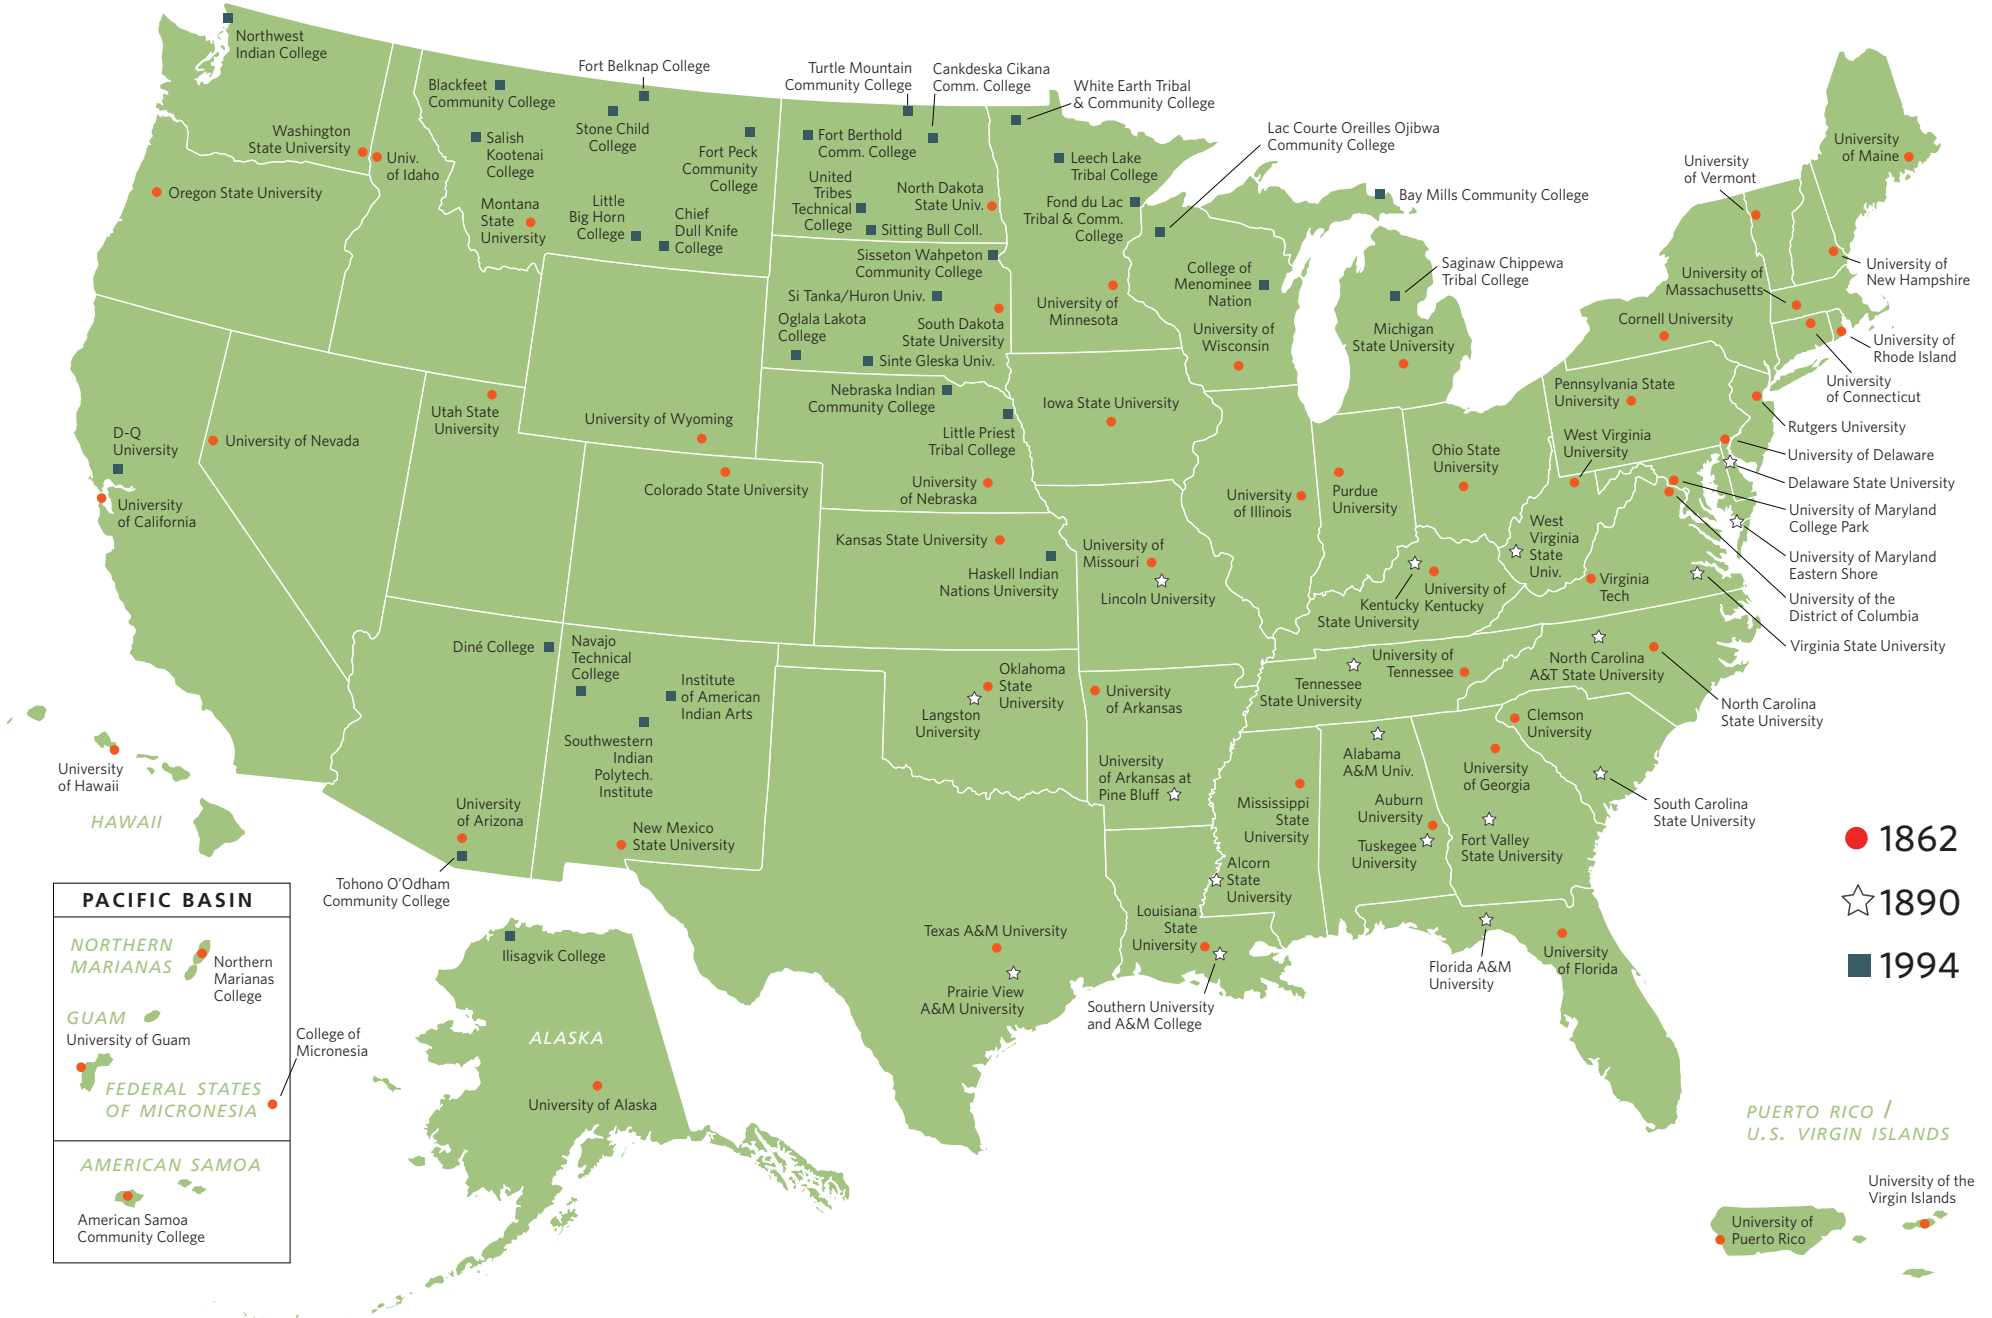 Northwest
Indian College
Washington
State University
Univ.
of Idaho
Oregon State University
Blackfeet
Community College
Fort Belknap College
Stone Child
College
Salish
Kootenai
College
Fort Peck
Community
College
Montana
State
University
Little
Big Horn
College
Chief
Dull Knife
College
Turtle Mountain
Community College
Cankdeska Cikana
Comm. College
Fort Berthold
Comm. College
United
Tribes
Technical
College
North Dakota
State Univ.
Sitting Bull Coll.
Sisseton Wahpeton
Community College
Si Tanka/Huron Univ.
Oglala Lakota
College
South Dakota
State University
Sinte Gleska Univ.
Nebraska Indian
Community College
Little Priest
Tribal College
University
of Nebraska
White Earth Tribal
& Community College
Leech Lake
Tribal College
Fond du Lac
Tribal & Comm.
College
University of
Minnesota
Lac Courte Oreilles Ojibwa
Community College
College of
Menominee
Nation
University of
Wisconsin
Bay Mills Community College
Saginaw Chippewa
Tribal College
Michigan
State University
Iowa State University
University
of Vermont
University
of Maine
University of
New Hampshire
University of
Massachusetts
Cornell University
University of
Rhode Island
University
of Connecticut
Pennsylvania State
University
Rutgers University
West Virginia
University
University of Delaware
Delaware State University
University of Maryland
College Park
University of Maryland
Eastern Shore
University of the
District of Columbia
Virginia State University
Ohio State
University
Purdue
University
University
of Illinois
West
Virginia
State
Univ.
Virginia
Tech
Kentucky
State University
University of
Kentucky
D-Q
University
University
of California
University of Nevada
Utah State
University
University of Wyoming
Colorado State University
Kansas State University
Haskell Indian
Nations University
University of
Missouri
Lincoln University
Diné College
Navajo
Technical
College
Institute
of American
Indian Arts
Southwestern
Indian
Polytech.
Institute
University
of Arizona
New Mexico
State University
Tohono O’Odham
Community College
Oklahoma
State
University
Langston
University
University
of Arkansas
University
of Arkansas at
Pine Bluff
Tennessee
State University
University of
Tennessee
North Carolina
A&T State University
North Carolina
State University
Clemson
University
South Carolina
State University
Alabama
A&M Univ.
University
of Georgia
Mississippi
State
University
Auburn
University
Tuskegee
University
Fort Valley
State University
Alcorn
State
University
Louisiana
State
University
Southern University
and A&M College
Florida A&M
University
University
of Florida
Texas A&M University
Prairie View
A&M University
University
of Hawaii
HAWAII
PACIFIC BASIN
NORTHERN
MARIANAS
Northern
Marianas
College
GUAM
University of Guam
College of
Micronesia
FEDERAL STATES
OF MICRONESIA
AMERICAN SAMOA
American Samoa
Community College
Ilisagvik College
ALASKA
University of Alaska
1862
1890
1994
PUERTO RICO /
U.S. VIRGIN ISLANDS
University of the
Virgin Islands
University of
Puerto Rico